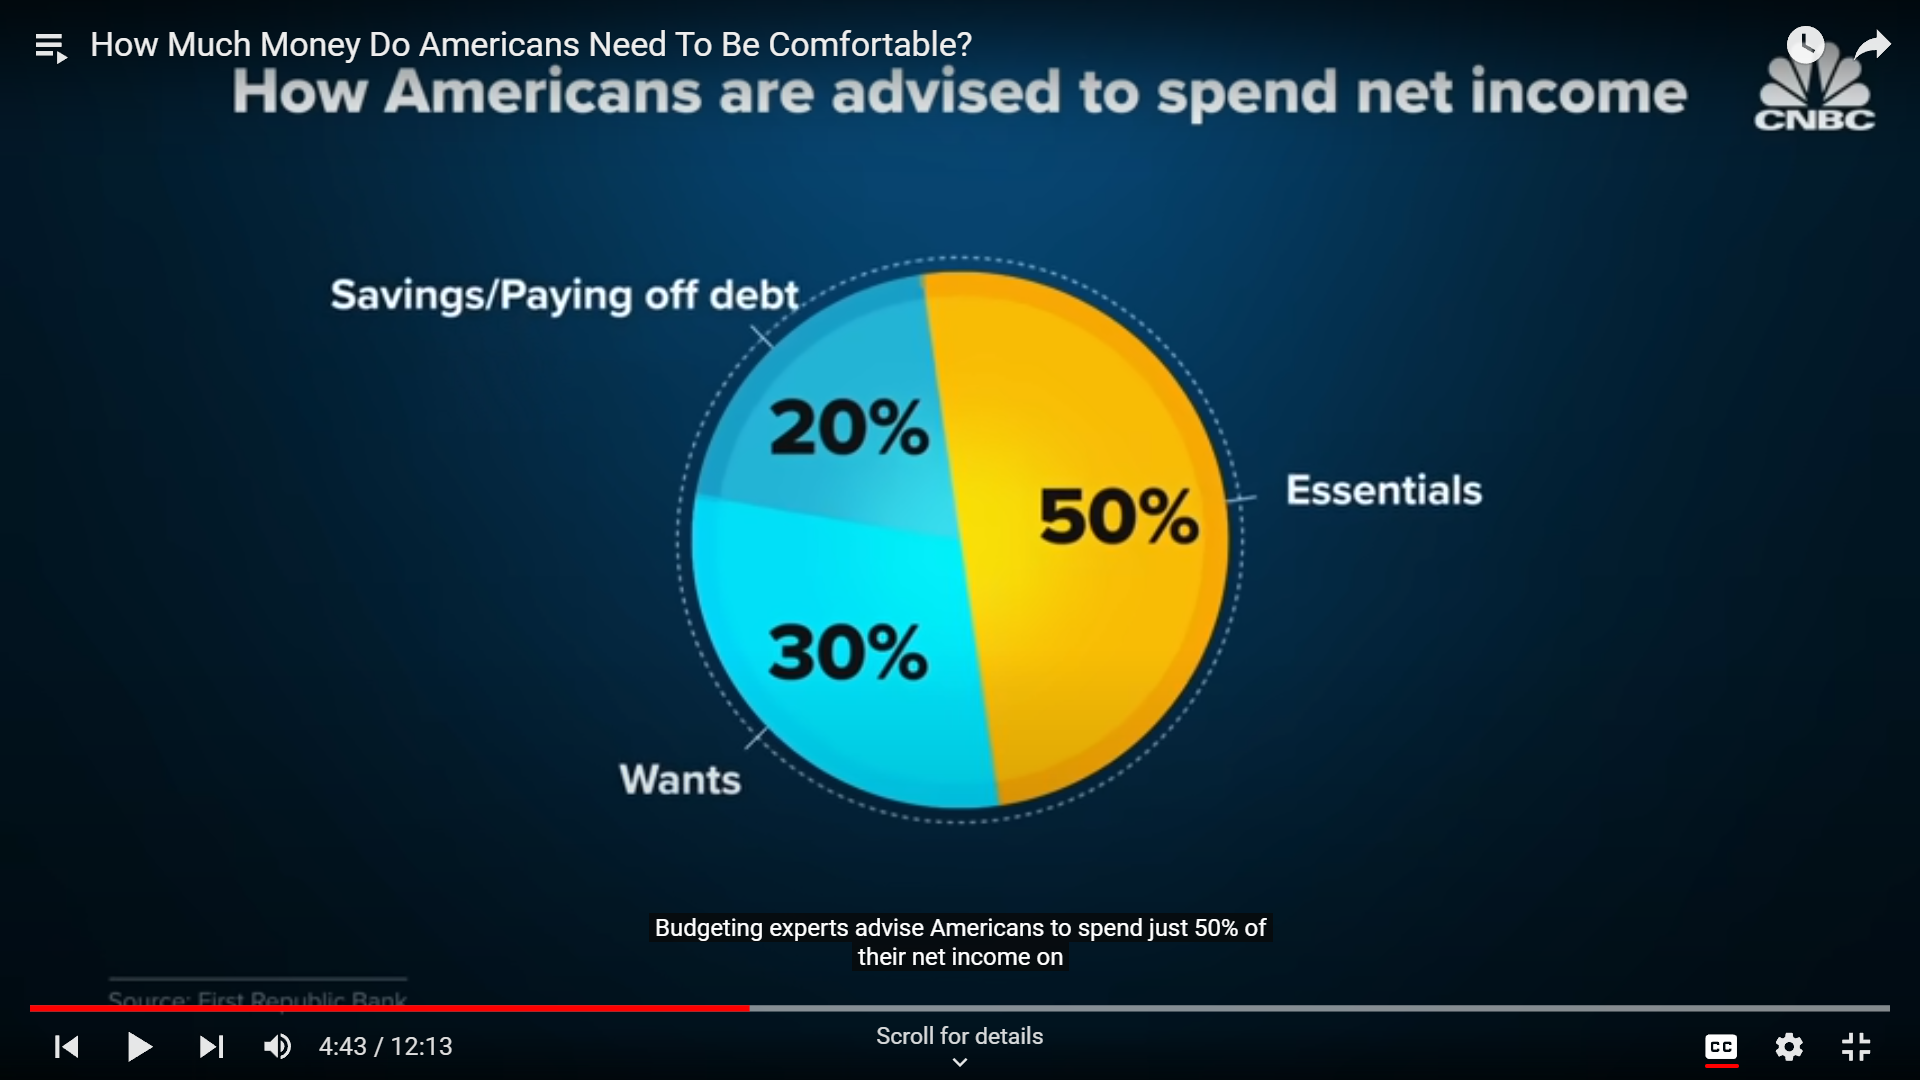 How Much Money Do Americans Need To Be Comfortable?
How Americans are advised to spend net income
CNBC
Savings/Paying off debt
20%
50%
Essentials
30%
Wants
Budgeting experts advise Americans to spend just 50% of
their net income on
Source: First Republic Bank
4:43 / 12:13
Scroll for details
CC